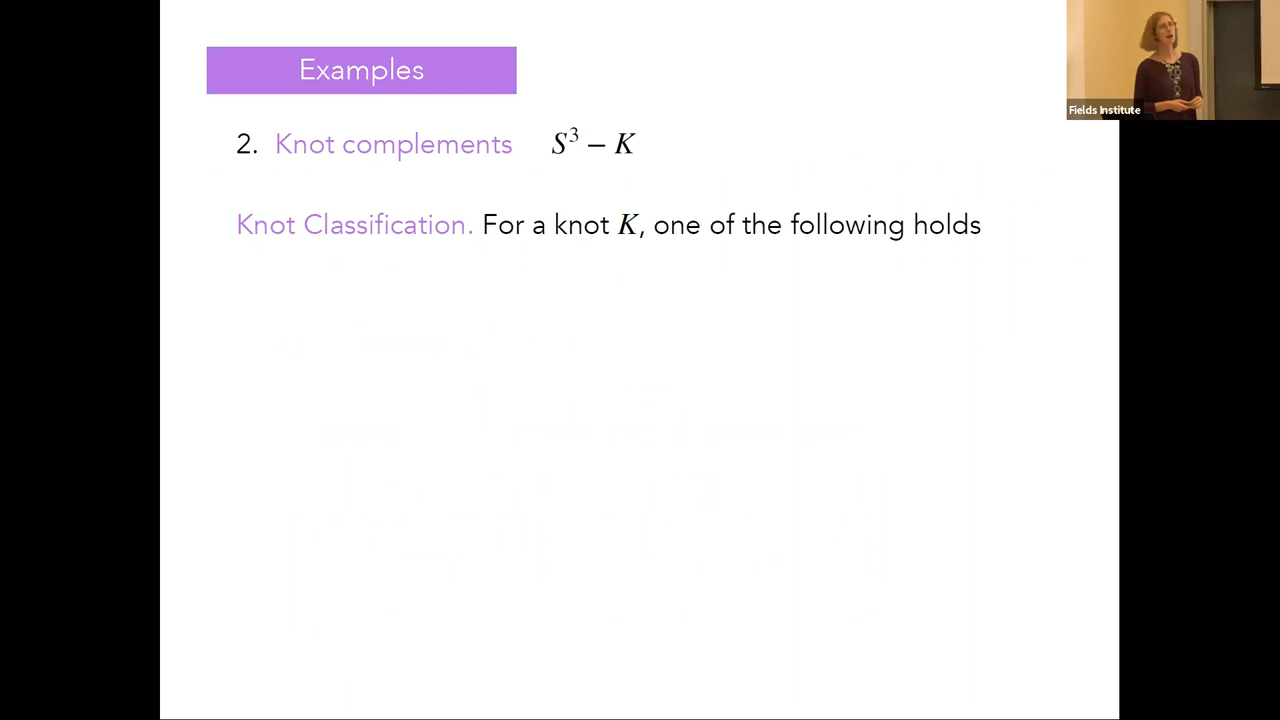 Examples
Fields Institute
2. Knot complements S³ − K
Knot Classification. For a knot K, one of the following holds